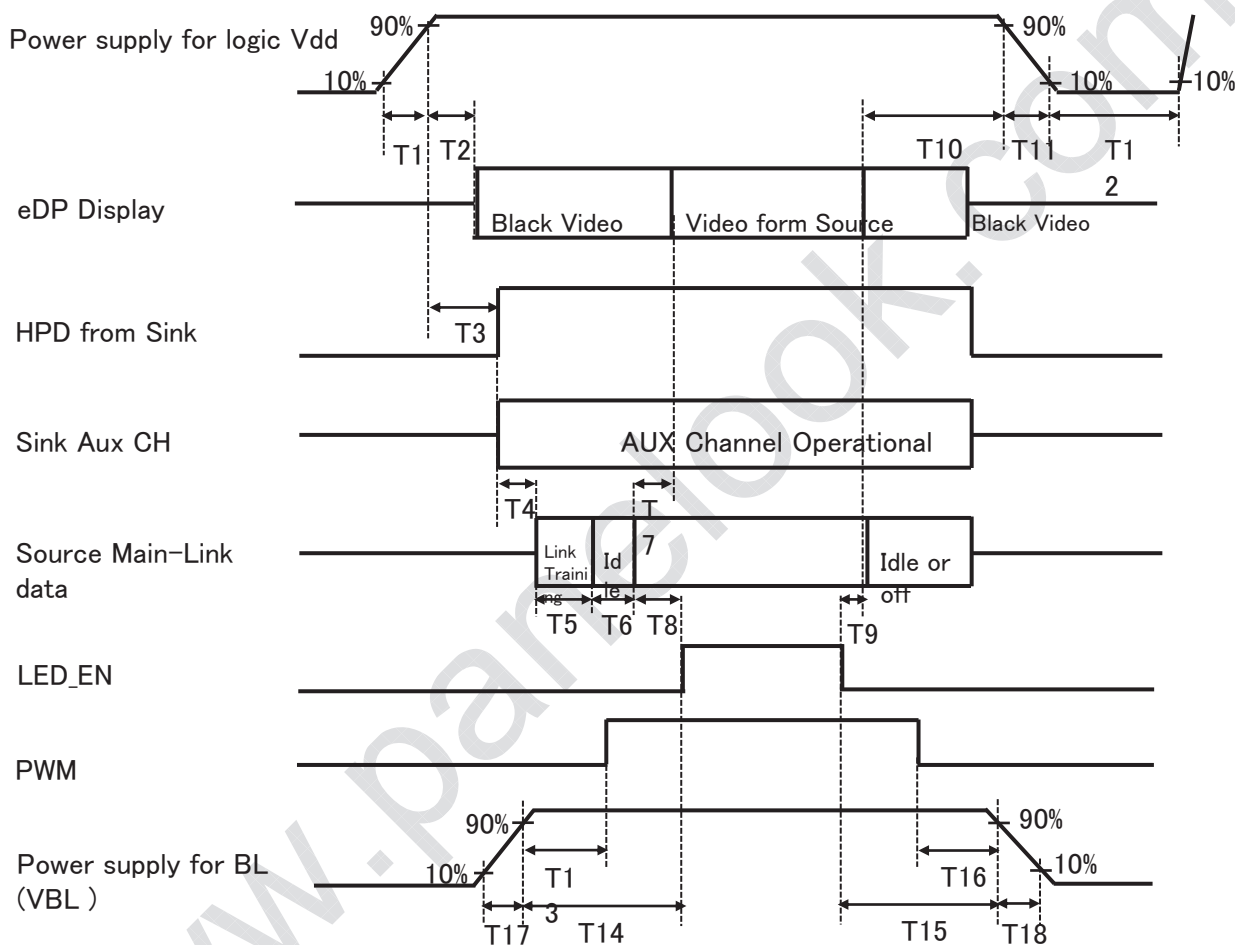 Power supply for logic Vdd
90%
90%
10%
10%
10%
T1
T2
T10
T11
T1
2
eDP Display
Black Video
Video form Source
Black Video
HPD from Sink
T3
Sink Aux CH
AUX Channel Operational
T4
T
7
Source Main-Link
data
Link
Traini
ng
Id
le
Idle or
off
T5
T6
T8
T9
LED_EN
PWM
90%
90%
Power supply for BL
(VBL )
10%
10%
T1
3
T16
T17
T14
T15
T18
www.panelook.com